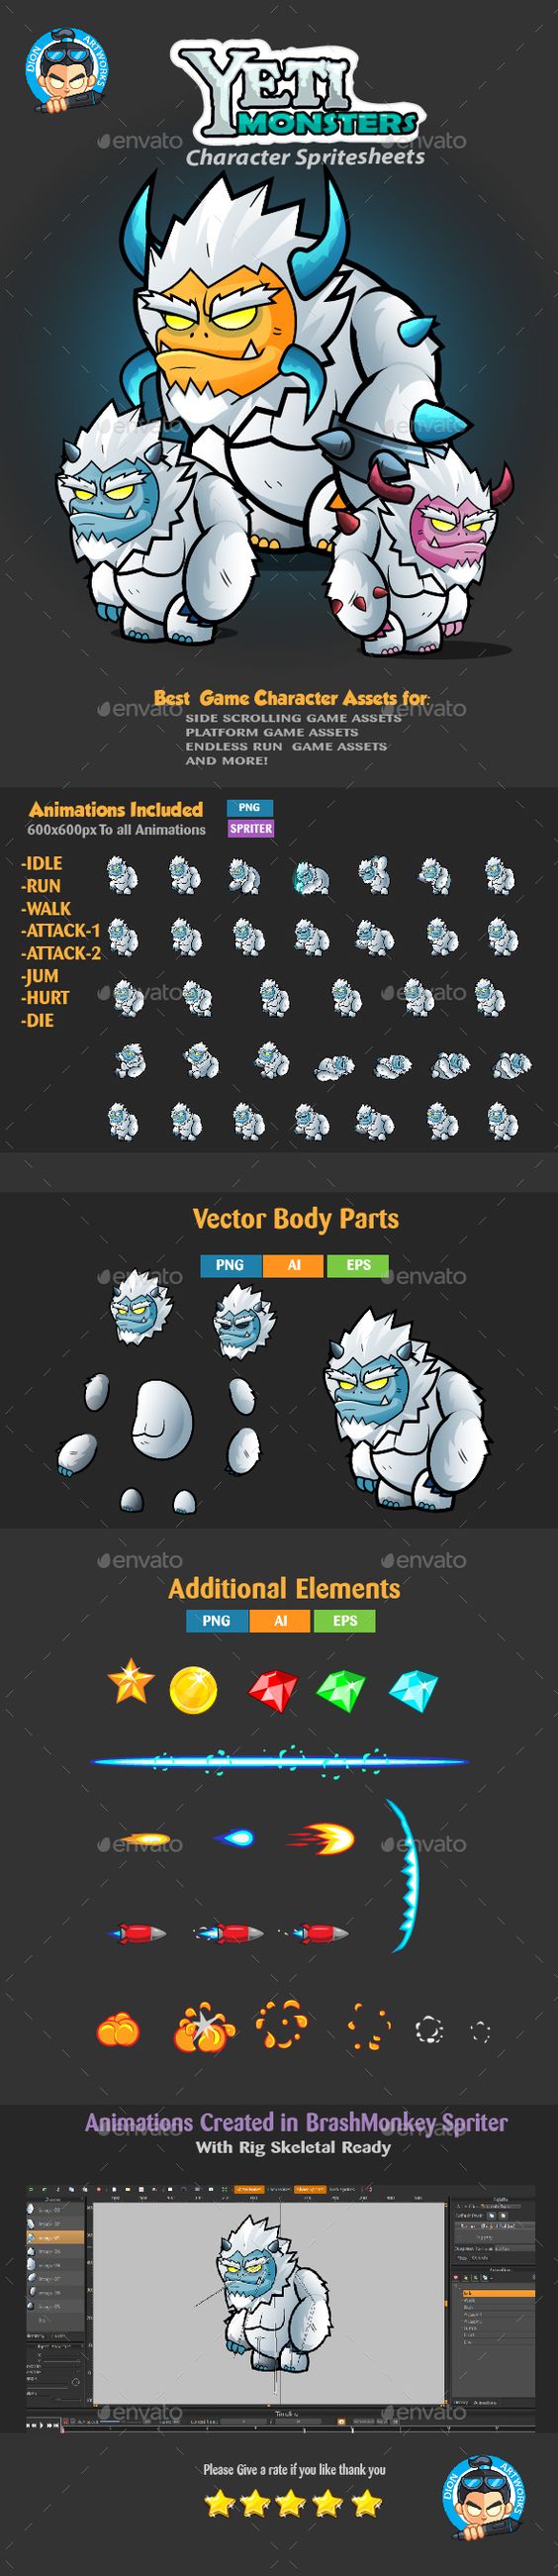 DION ARTWORKS
YETI
MONSTERS
Character Spritesheets
envato envato
envato envato
Best Game Character Assets for:
envato envato
SIDE SCROLLING GAME ASSETS
PLATFORM GAME ASSETS
ENDLESS RUN GAME ASSETS
AND MORE!
Animations Included PNG
600x600px To all Animations SPRITER
-IDLE
-RUN
-WALK
-ATTACK-1
-ATTACK-2
-JUM
-HURT
-DIE
envato envato
Vector Body Parts
PNG AI EPS
envato envato
envato envato
Additional Elements
PNG AI EPS
envato envato
Animations Created in BrashMonkey Spriter
envato envato
With Rig Skeletal Ready
Timeline
envato envato
Please Give a rate if you like thank you
DION ARTWORKS